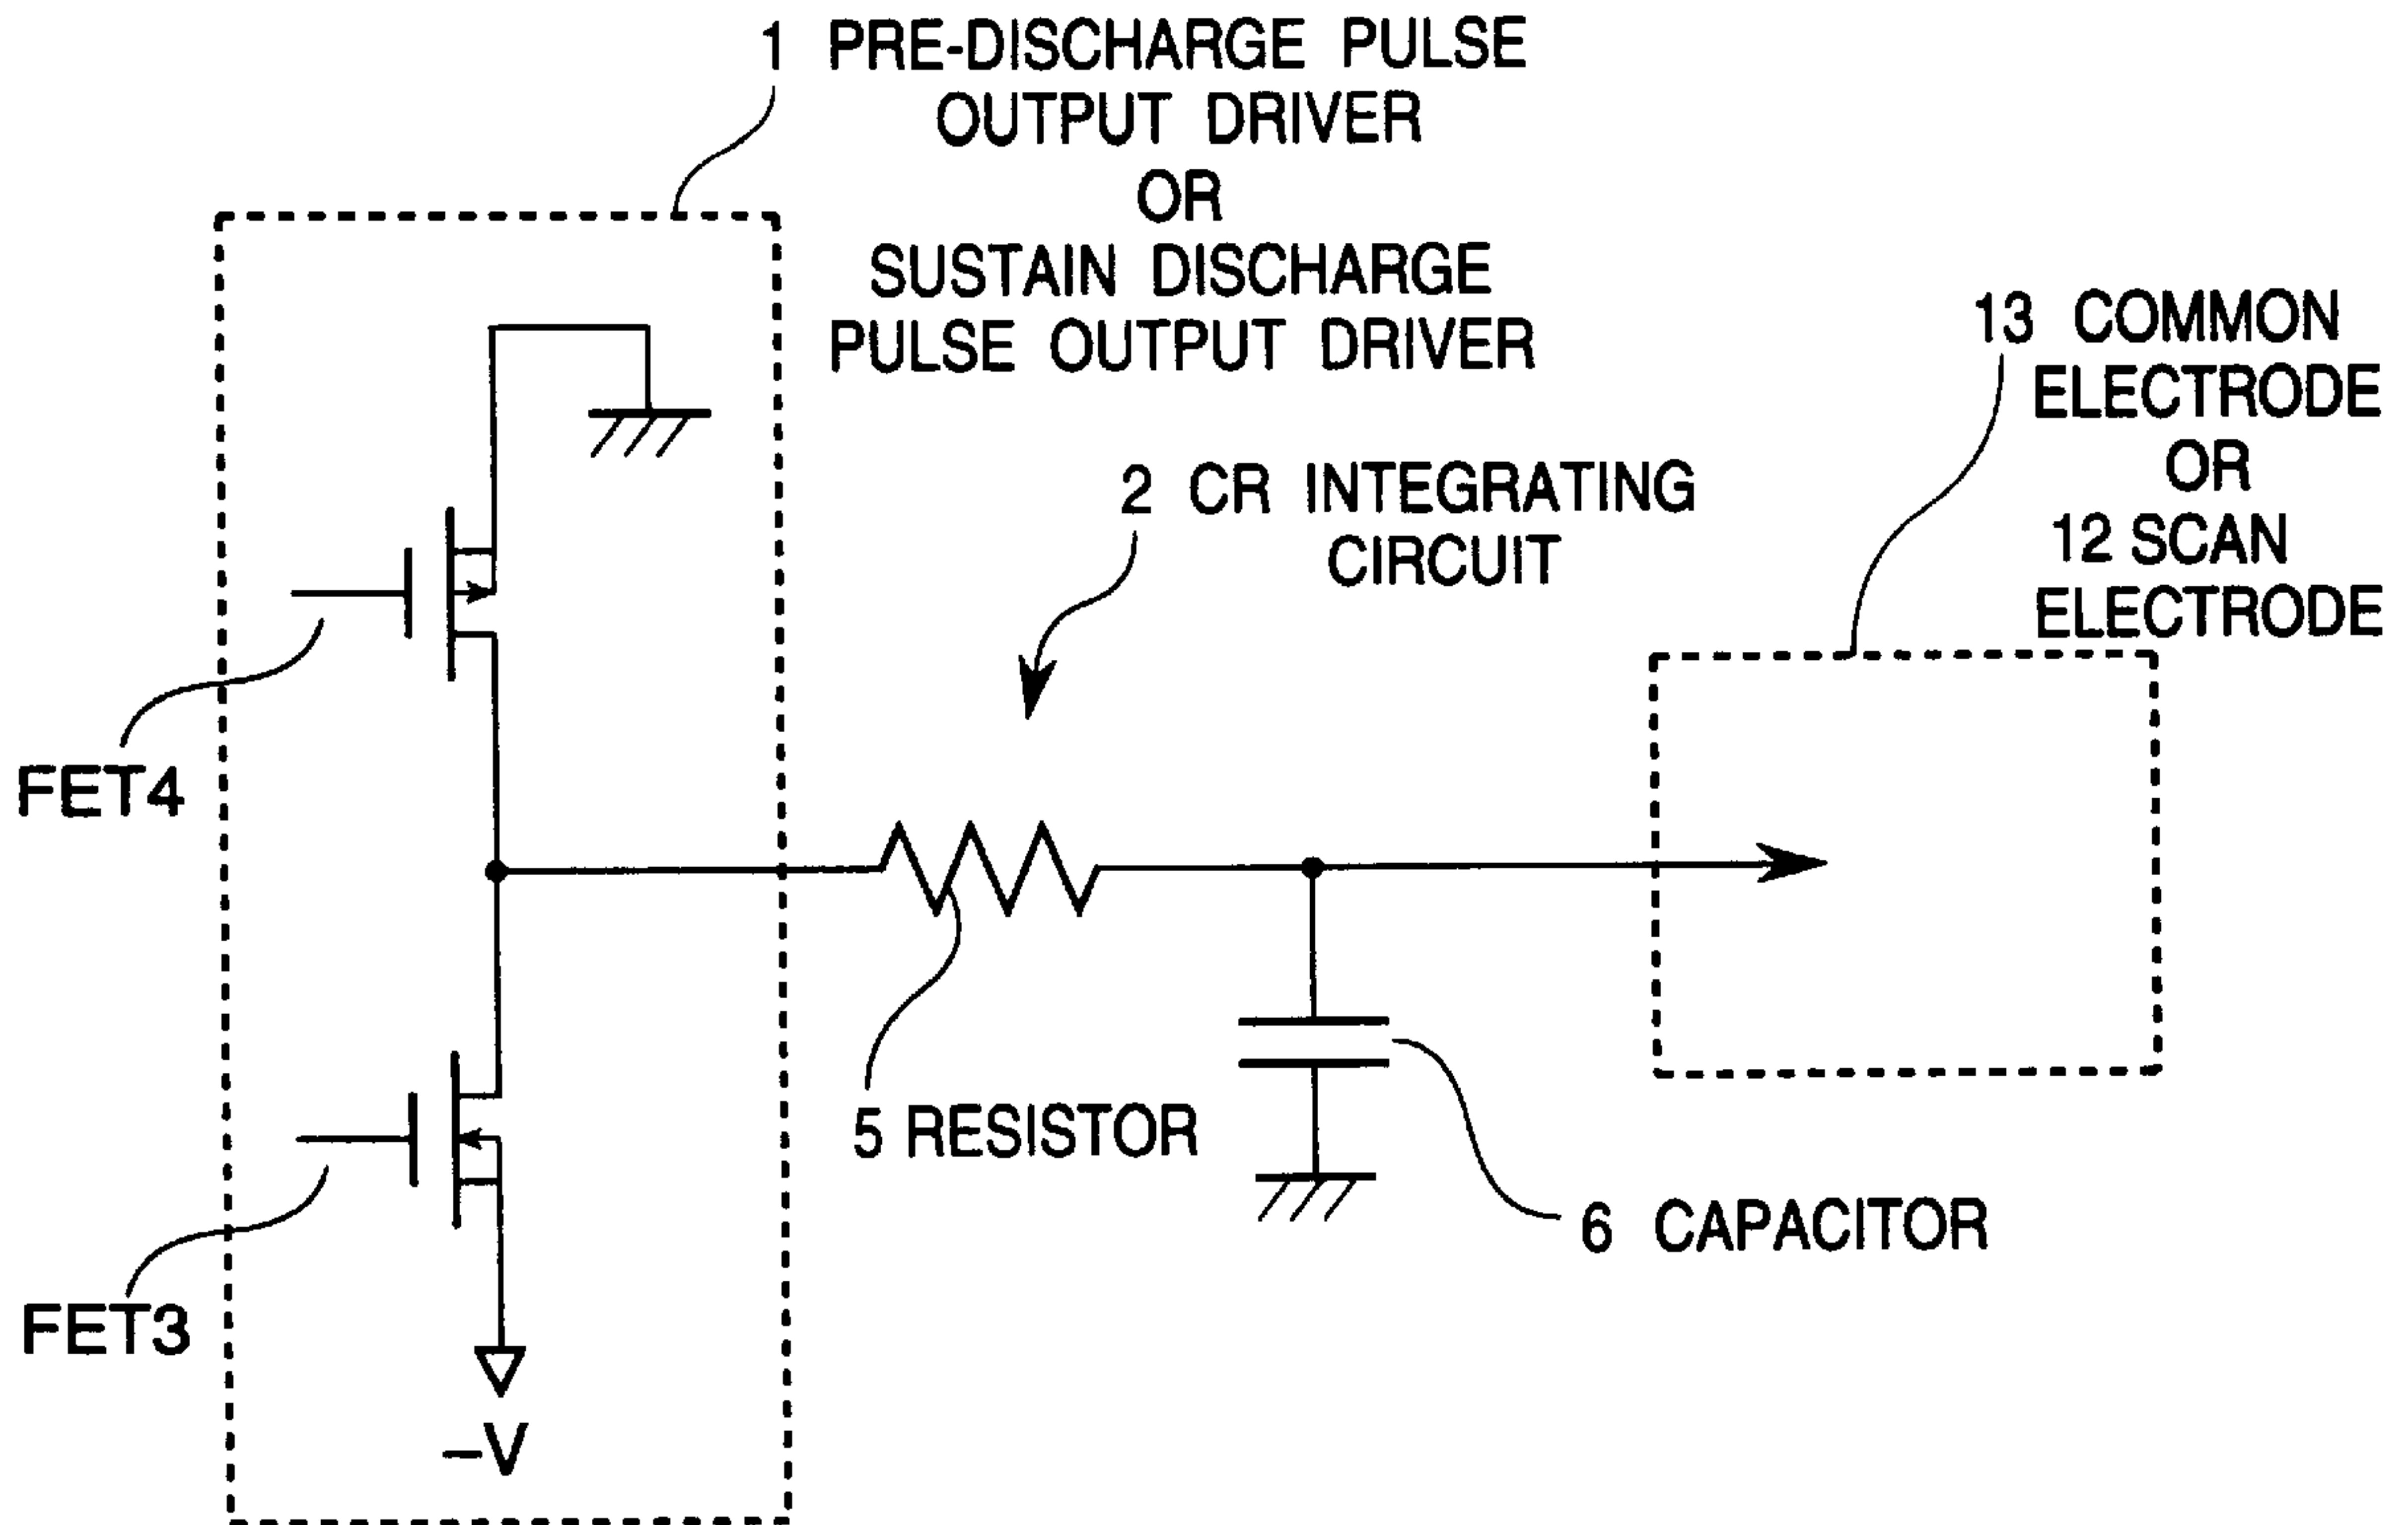 1 PRE-DISCHARGE PULSE
OUTPUT DRIVER
OR
SUSTAIN DISCHARGE
PULSE OUTPUT DRIVER
13 COMMON
ELECTRODE
OR
12 SCAN
ELECTRODE
2 CR INTEGRATING
CIRCUIT
FET4
5 RESISTOR
6 CAPACITOR
FET3
–V